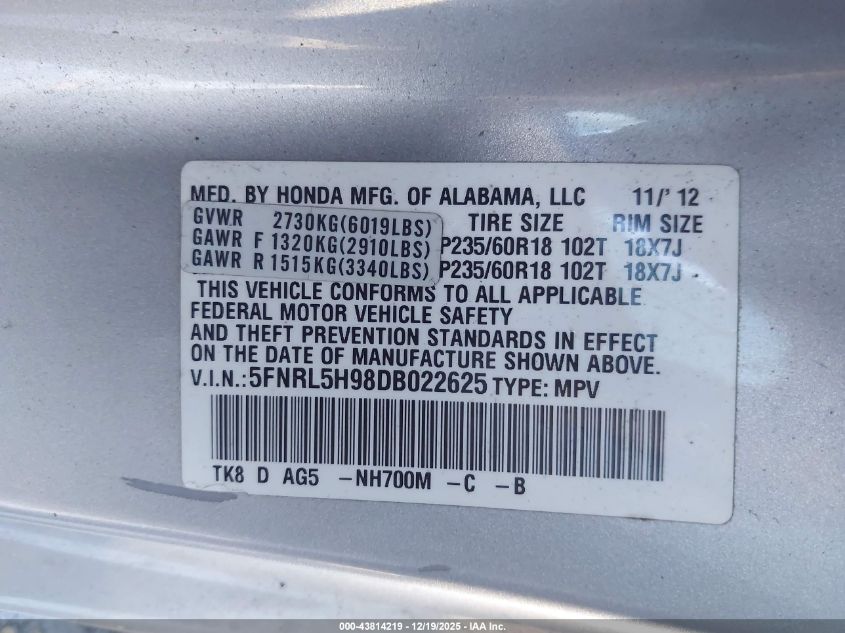 MFD. BY HONDA MFG. OF ALABAMA, LLC 11/' 12
GVWR 2730KG(6019LBS) TIRE SIZE RIM SIZE
GAWR F 1320KG(2910LBS) P235/60R18 102T 18X7J
GAWR R 1515KG(3340LBS) P235/60R18 102T 18X7J
THIS VEHICLE CONFORMS TO ALL APPLICABLE
FEDERAL MOTOR VEHICLE SAFETY
AND THEFT PREVENTION STANDARDS IN EFFECT
ON THE DATE OF MANUFACTURE SHOWN ABOVE.
V.I.N.:5FNRL5H98DB022625 TYPE: MPV
TK8 D AG5 -NH700M -C -B
000-43814219 - 12/19/2025 - IAA Inc.